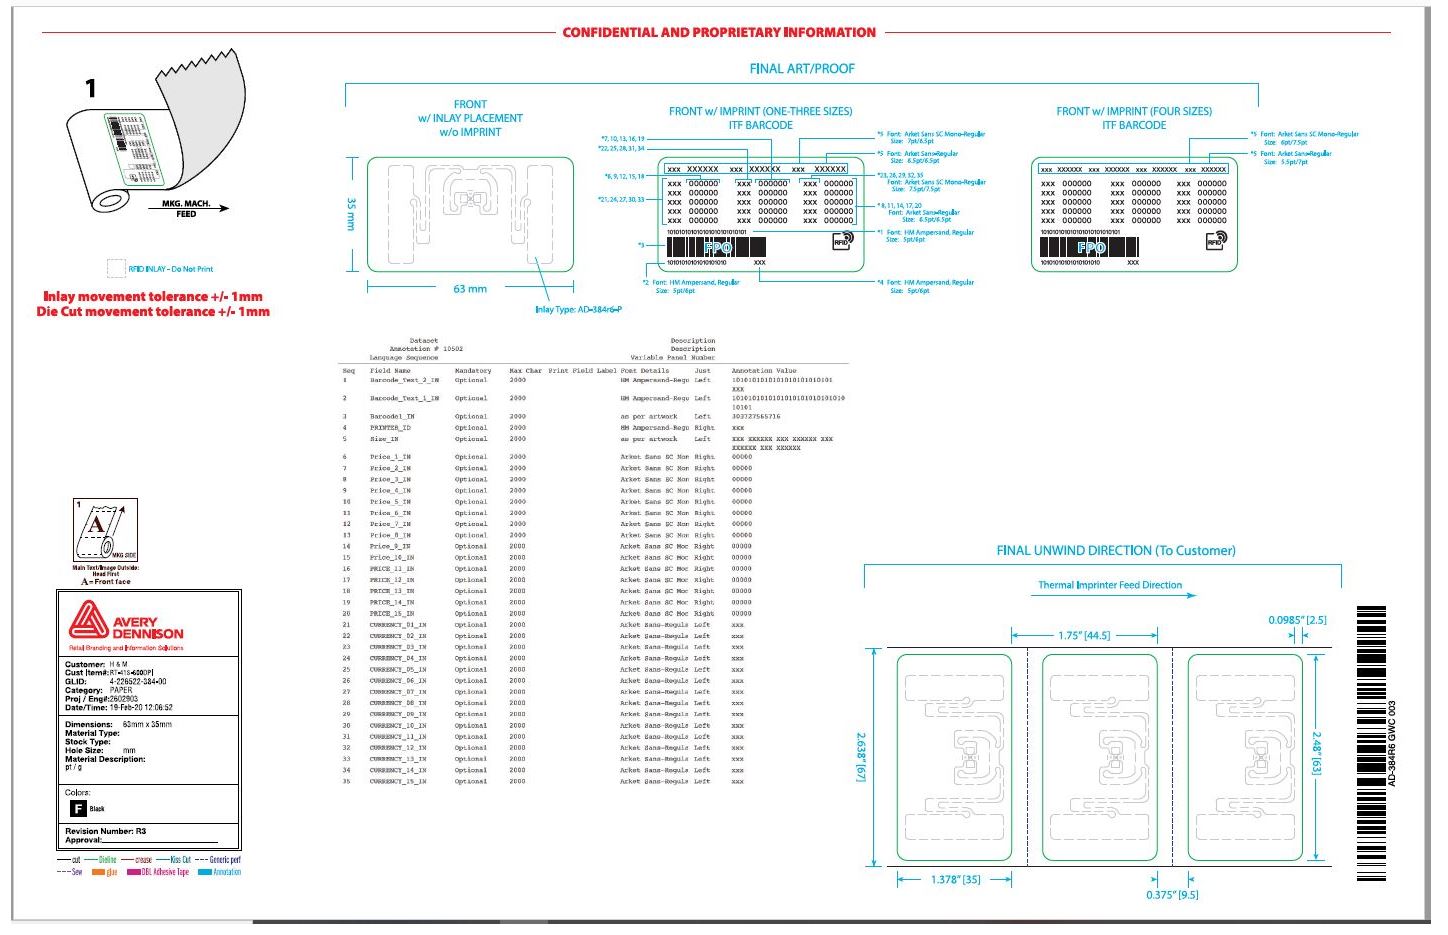 CONFIDENTIAL AND PROPRIETARY INFORMATION
FINAL ART/PROOF
1
MKG. MACH.
FEED
RFID INLAY - Do Not Print
Inlay movement tolerance +/- 1mm
Die Cut movement tolerance +/- 1mm
FRONT
w/ INLAY PLACEMENT
w/o IMPRINT
35 mm
63 mm
Inlay Type: AD-384r6-P
FRONT w/ IMPRINT (ONE-THREE SIZES)
ITF BARCODE
*7, 10, 13, 16, 19
*22, 25, 28, 31, 34
*6, 9, 12, 15, 18
*21, 24, 27, 30, 33
*3
*5 Font: Arket Sans SC Mono-Regular
Size: 7pt/6.5pt
*5 Font: Arket Sans-Regular
Size: 6.5pt/6.5pt
*23, 26, 29, 32, 35
Font: Arket Sans SC Mono-Regular
Size: 7.5pt/7.5pt
*8, 11, 14, 17, 20
Font: Arket Sans-Regular
Size: 6.5pt/6.5pt
*1 Font: HM Ampersand, Regular
Size: 5pt/6pt
*2 Font: HM Ampersand, Regular
Size: 5pt/6pt
*4 Font: HM Ampersand, Regular
Size: 5pt/6pt
xxx XXXXXX xxx XXXXXX xxx XXXXXX
xxx 000000 xxx 000000 xxx 000000
xxx 000000 xxx 000000 xxx 000000
xxx 000000 xxx 000000 xxx 000000
xxx 000000 xxx 000000 xxx 000000
xxx 000000 xxx 000000 xxx 000000
FPO
RFID
XXX
FRONT w/ IMPRINT (FOUR SIZES)
ITF BARCODE
*5 Font: Arket Sans SC Mono-Regular
Size: 6pt/7.5pt
*5 Font: Arket Sans-Regular
Size: 5.5pt/7pt
xxx XXXXXX xxx XXXXXX xxx XXXXXX xxx XXXXXX
xxx 000000 xxx 000000 xxx 000000
xxx 000000 xxx 000000 xxx 000000
xxx 000000 xxx 000000 xxx 000000
xxx 000000 xxx 000000 xxx 000000
xxx 000000 xxx 000000 xxx 000000
FPO
RFID
XXX
Dataset Description
Annotation # 10502 Description
Language Sequence Variable Panel Number
Seq Field Name Mandatory Max Char Print Field Label Font Details Just Annotation Value
1 Barcode_Text_2_IN Optional 2000 HM Ampersand-Regu Left
XXX
2 Barcode_Text_1_IN Optional 2000 HM Ampersand-Regu Left
10101
3 Barcode1_IN Optional 2000 as per artwork Left 303727565716
4 PRINTER_ID Optional 2000 HM Ampersand-Regu Right xxx
5 Size_IN Optional 2000 as per artwork Left XXX XXXXXX XXX XXXXXX XXX
XXXXXX XXX XXXXXX
6 Price_1_IN Optional 2000 Arket Sans SC Mon Right 00000
7 Price_2_IN Optional 2000 Arket Sans SC Mon Right 00000
8 Price_3_IN Optional 2000 Arket Sans SC Mon Right 00000
9 Price_4_IN Optional 2000 Arket Sans SC Mon Right 00000
10 Price_5_IN Optional 2000 Arket Sans SC Mon Right 00000
11 Price_6_IN Optional 2000 Arket Sans SC Mon Right 00000
12 Price_7_IN Optional 2000 Arket Sans SC Mon Right 00000
13 Price_8_IN Optional 2000 Arket Sans SC Mon Right 00000
14 Price_9_IN Optional 2000 Arket Sans SC Moc Right 00000
15 Price_10_IN Optional 2000 Arket Sans SC Moc Right 00000
16 PRICE_11_IN Optional 2000 Arket Sans SC Moc Right 00000
17 PRICE_12_IN Optional 2000 Arket Sans SC Moc Right 00000
18 PRICE_13_IN Optional 2000 Arket Sans SC Moc Right 00000
19 PRICE_14_IN Optional 2000 Arket Sans SC Moc Right 00000
20 PRICE_15_IN Optional 2000 Arket Sans SC Moc Right 00000
21 CURRENCY_01_IN Optional 2000 Arket Sans-Regula Left xxx
22 CURRENCY_02_IN Optional 2000 Arket Sans-Regula Left xxx
23 CURRENCY_03_IN Optional 2000 Arket Sans-Regula Left xxx
24 CURRENCY_04_IN Optional 2000 Arket Sans-Regula Left xxx
25 CURRENCY_05_IN Optional 2000 Arket Sans-Regula Left xxx
26 CURRENCY_06_IN Optional 2000 Arket Sans-Regula Left xxx
27 CURRENCY_07_IN Optional 2000 Arket Sans-Regula Left xxx
28 CURRENCY_08_IN Optional 2000 Arket Sans-Regula Left xxx
29 CURRENCY_09_IN Optional 2000 Arket Sans-Regula Left xxx
30 CURRENCY_10_IN Optional 2000 Arket Sans-Regula Left xxx
31 CURRENCY_11_IN Optional 2000 Arket Sans-Regula Left xxx
32 CURRENCY_12_IN Optional 2000 Arket Sans-Regula Left xxx
33 CURRENCY_13_IN Optional 2000 Arket Sans-Regula Left xxx
34 CURRENCY_14_IN Optional 2000 Arket Sans-Regula Left xxx
35 CURRENCY_15_IN Optional 2000 Arket Sans-Regula Left xxx
1
A
MKG SIDE
Main Text/Image Outside:
Head First
A=Front face
AVERY
DENNISON
Retail Branding and Information Solutions
Customer: H & M
Cust Item#:RT-41S-600DPI
GLID: 4-226522-384-00
Category: PAPER
Proj / Eng#:2602903
Date/Time: 19-Feb-20 12:06:52
Dimensions: 63mm x 35mm
Material Type:
Stock Type:
Hole Size: mm
Material Description:
pt / g
Colors:
F Black
Revision Number: R3
Approval:
cut Dieline crease Kiss Cut Generic perf
Sew glue DBL Adhesive Tape Annotation
FINAL UNWIND DIRECTION (To Customer)
Thermal Imprinter Feed Direction
0.0985" [2.5]
1.75" [44.5]
2.638" [67]
2.48" [63]
1.378" [35]
0.375" [9.5]
AD-384R6 GWC 003